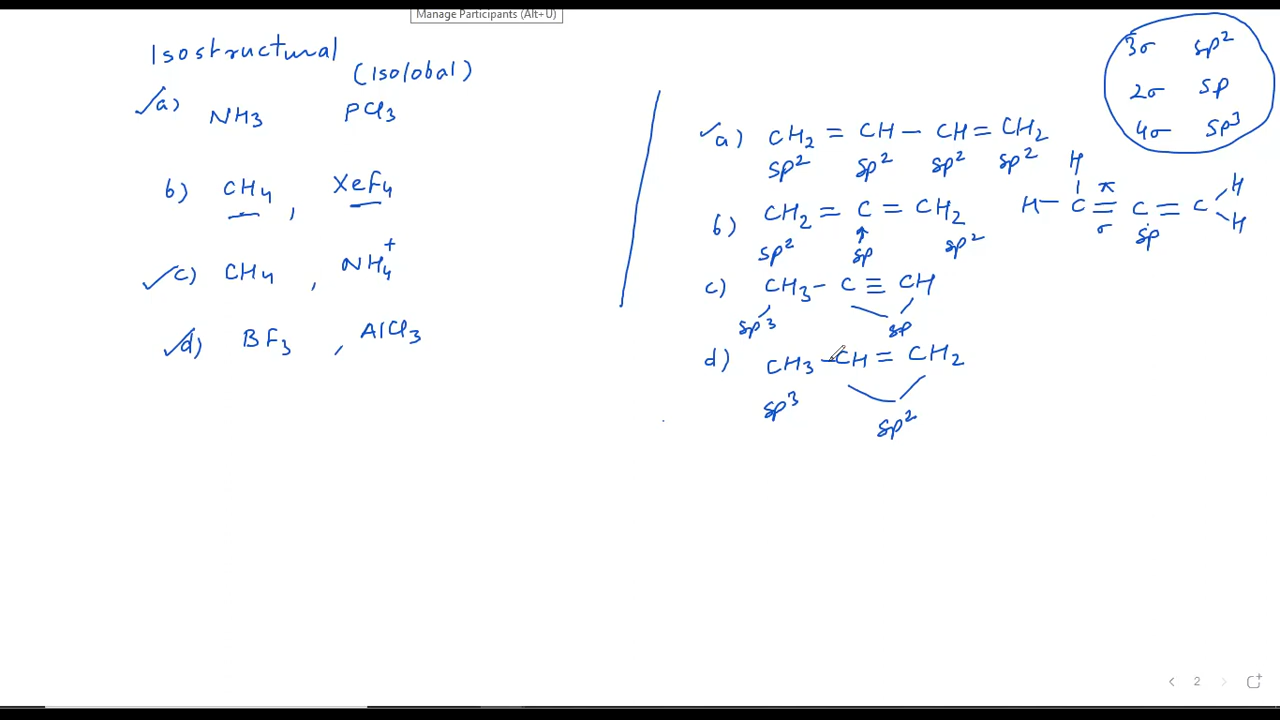 Manage Participants (Alt+U)
Isostructural
(Isolobal)
a) NH3 PCl3
b) CH4, XeF4
c) CH4, NH4+
d) BF3, AlCl3
3σ sp2
2σ sp
4σ sp3
a) CH2 = CH - CH = CH2
sp2 sp2 sp2 sp2
b) CH2 = C = CH2
sp2 sp sp2
H
H - C = C = C H
π
σ sp H
c) CH3 - C ≡ CH
sp3 sp
d) CH3 - CH = CH2
sp3 sp2
2